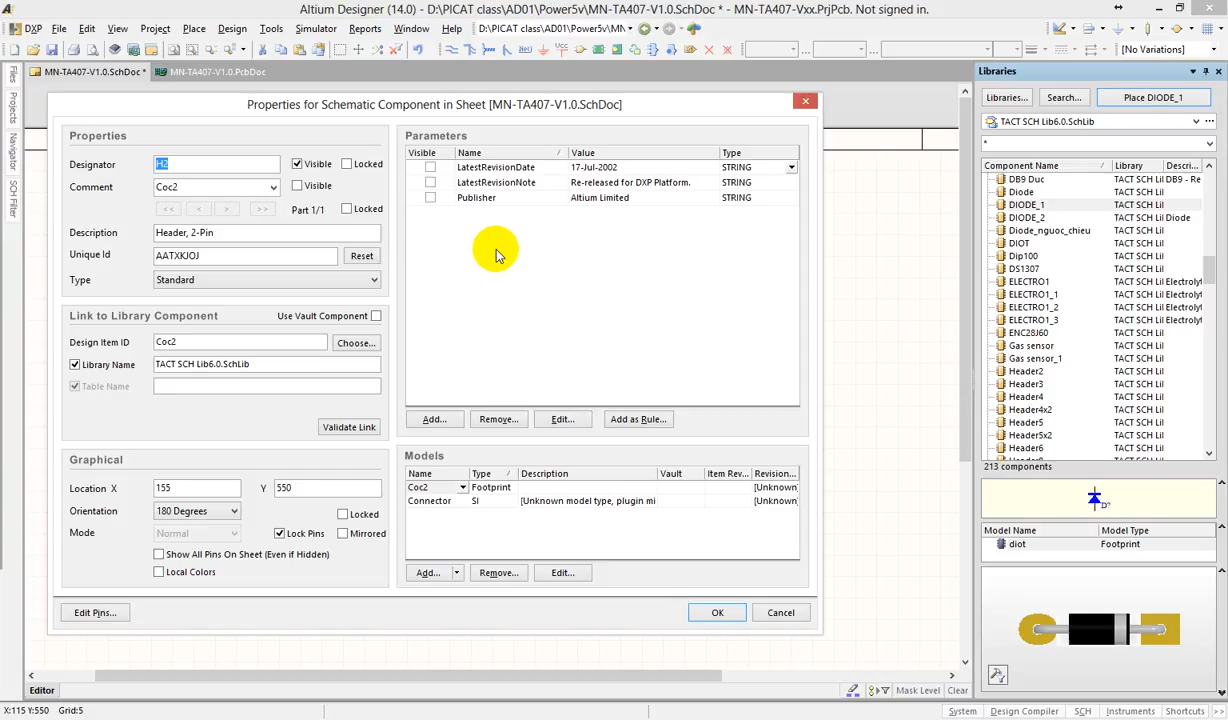 Altium Designer (14.0) - D:\PICAT class\AD01\Power5v\MN-TA407-V1.0.SchDoc * - MN-TA407-Vxx.PrjPcb. Not signed in.
DXP File Edit View Project Place Design Tools Simulator Reports Window Help D:\PICAT class\AD01\Power5v\MN
[No Variations]
MN-TA407-V1.0.SchDoc * MN-TA407-V1.0.PcbDoc
Files
Projects
Navigator
SCH Filter
Properties for Schematic Component in Sheet [MN-TA407-V1.0.SchDoc]
Properties
Designator H2 Visible Locked
Comment Coc2 Visible
<< < > >> Part 1/1 Locked
Description Header, 2-Pin
Unique Id AATXKJOJ Reset
Type Standard
Link to Library Component Use Vault Component
Design Item ID Coc2 Choose...
Library Name TACT SCH Lib6.0.SchLib
Table Name
Validate Link
Graphical
Location X 155 Y 550
Orientation 180 Degrees Locked
Mode Normal Lock Pins Mirrored
Show All Pins On Sheet (Even if Hidden)
Local Colors
Edit Pins... OK Cancel
Parameters
Visible Name Value Type
LatestRevisionDate 17-Jul-2002 STRING
LatestRevisionNote Re-released for DXP Platform. STRING
Publisher Altium Limited STRING
Add... Remove... Edit... Add as Rule...
Models
Name Type Description Vault Item Rev... Revision...
Coc2 Footprint [Unknown
Connector SI [Unknown model type, plugin mi [Unknown
Add... Remove... Edit...
Libraries
Libraries... Search... Place DIODE_1
TACT SCH Lib6.0.SchLib
*
Component Name Library Descri...
DB9 Duc TACT SCH Lil DB9 - Re
Diode TACT SCH Lil
DIODE_1 TACT SCH Lil
DIODE_2 TACT SCH Lil Diode
Diode_nguoc_chieu TACT SCH Lil
DIOT TACT SCH Lil
Dip100 TACT SCH Lil
DS1307 TACT SCH Lil
ELECTRO1 TACT SCH Lil Electroly
ELECTRO1_1 TACT SCH Lil Electroly
ELECTRO1_2 TACT SCH Lil Electroly
ELECTRO1_3 TACT SCH Lil Electroly
ENC28J60 TACT SCH Lil
Gas sensor TACT SCH Lil
Gas sensor_1 TACT SCH Lil
Header2 TACT SCH Lil
Header3 TACT SCH Lil
Header4 TACT SCH Lil
Header4x2 TACT SCH Lil
Header5 TACT SCH Lil
Header5x2 TACT SCH Lil
Header6 TACT SCH Lil
213 components
D?
Model Name Model Type
diot Footprint
Editor Mask Level Clear
X:115 Y:550 Grid:5 System Design Compiler SCH Instruments Shortcuts >>